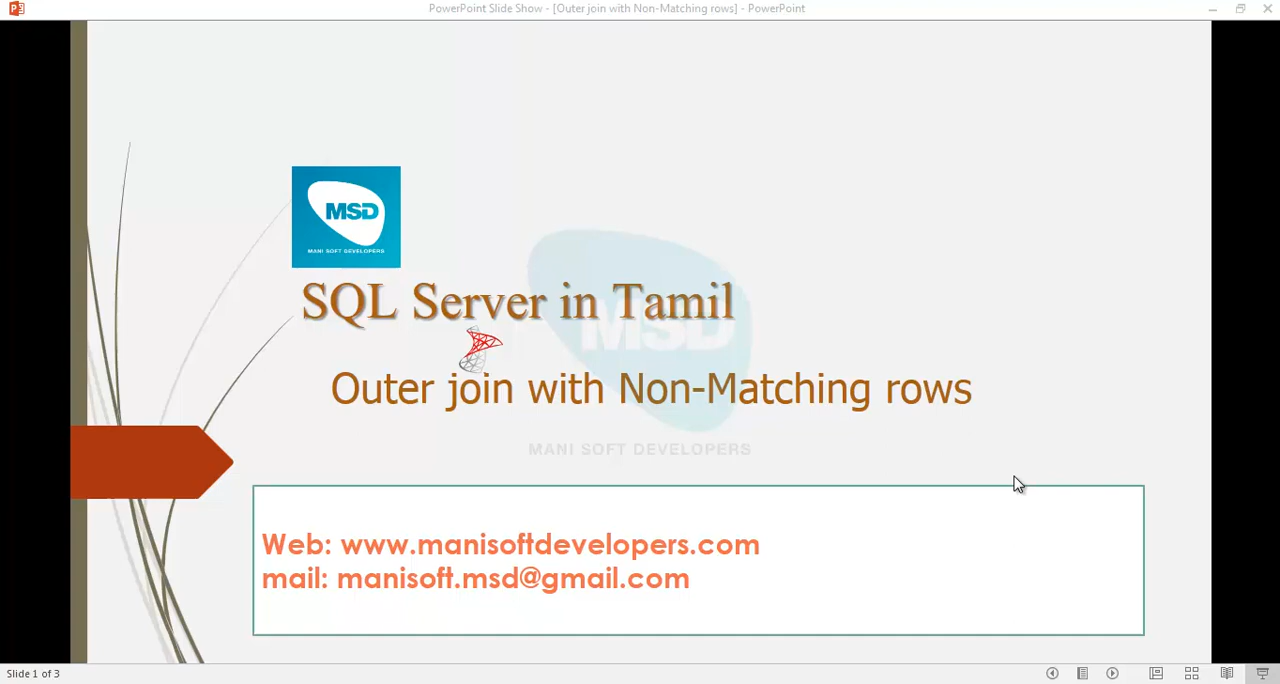 PowerPoint Slide Show - [Outer join with Non-Matching rows] - PowerPoint
MSD
MANI SOFT DEVELOPERS
SQL Server in Tamil
MSD
Outer join with Non-Matching rows
MANI SOFT DEVELOPERS
Web: www.manisoftdevelopers.com
mail: manisoft.msd@gmail.com
Slide 1 of 3